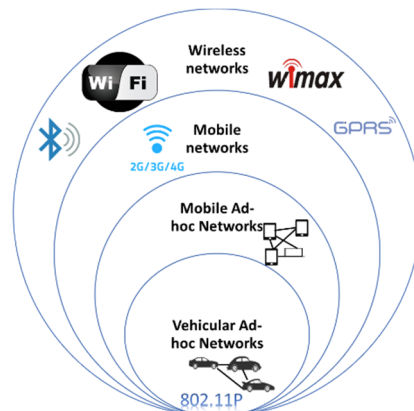 Wireless
networks
Wi Fi
wimax
GPRS
Mobile
networks
2G/3G/4G
Mobile Ad-
hoc Networks
Vehicular Ad-
hoc Networks
802.11P